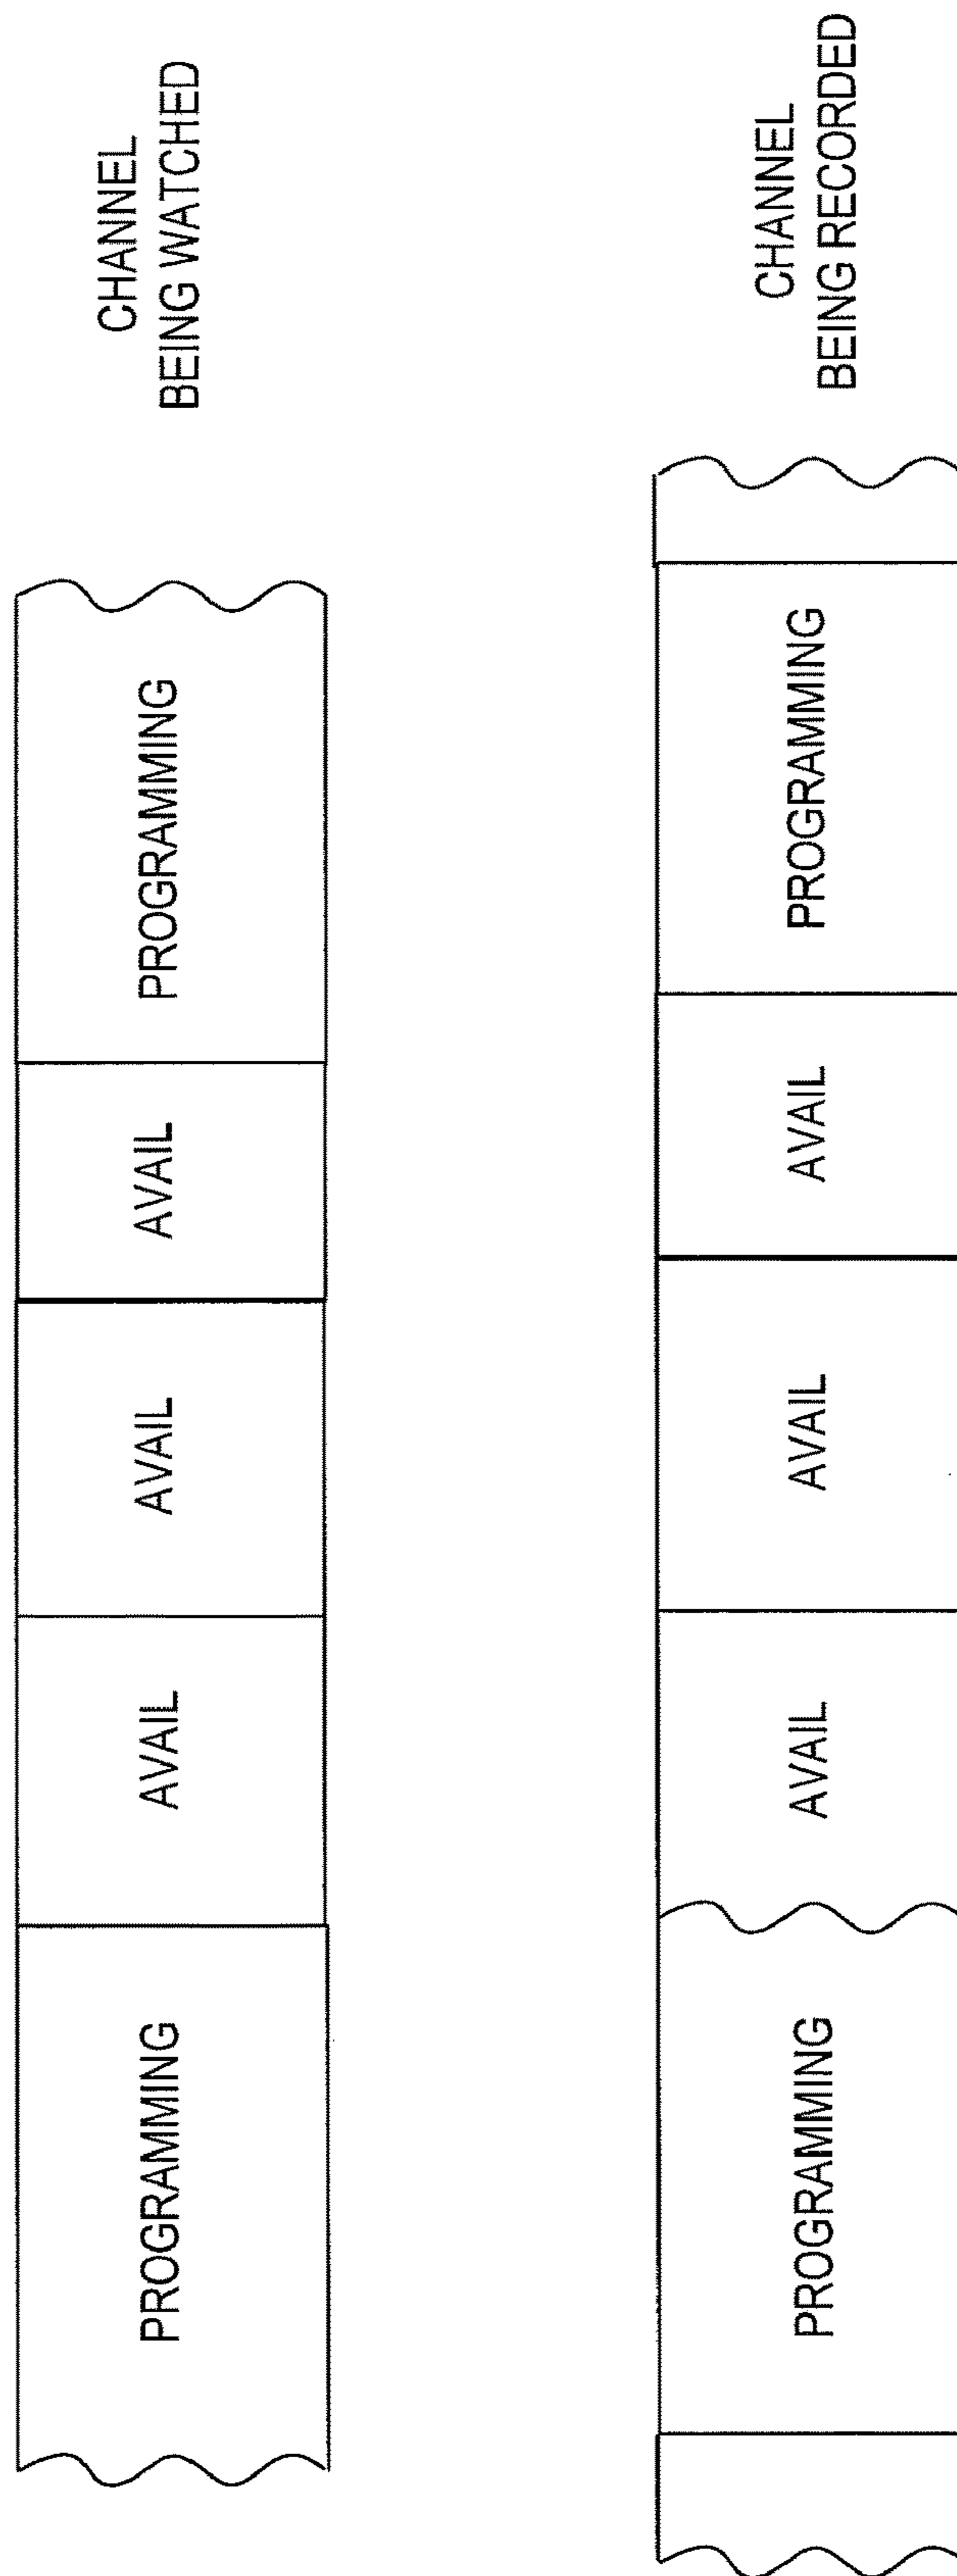 PROGRAMMING
AVAIL
AVAIL
AVAIL
PROGRAMMING
CHANNEL
BEING WATCHED
PROGRAMMING
AVAIL
AVAIL
AVAIL
PROGRAMMING
CHANNEL
BEING RECORDED